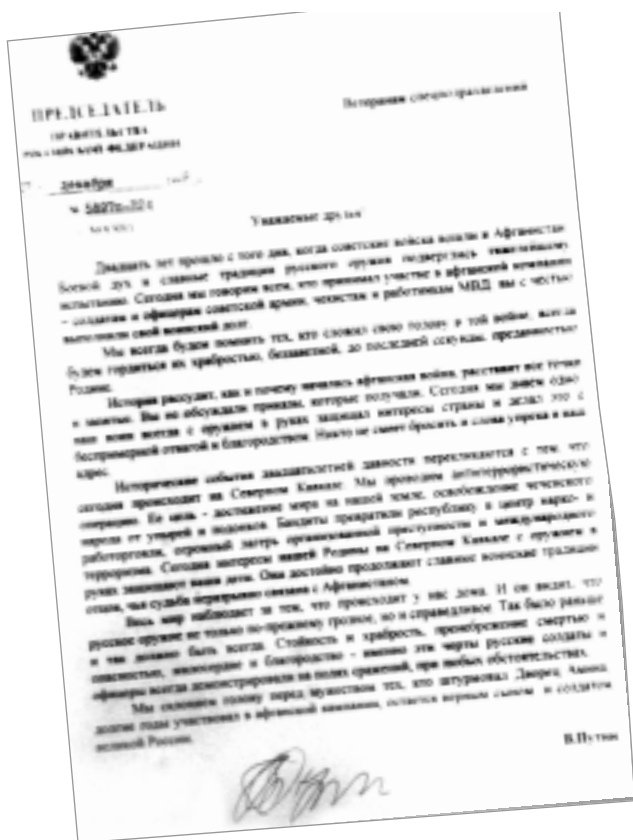 ПРЕДСЕДАТЕЛЬ
ПРАВИТЕЛЬСТВА
РОССИЙСКОЙ ФЕДЕРАЦИИ
декабря
МОСКВА
Ветеранам спецподразделений
Уважаемые друзья!
Двадцать лет прошло с того дня, когда советские войска вошли в Афганистан.
Боевой дух и славные традиции русского оружия подверглись тяжелейшему
испытанию. Сегодня мы говорим всем, кто принимал участие в афганской кампании
– солдатам и офицерам советской армии, чекистам и работникам МВД: вы с честью
выполнили свой воинский долг.
Мы всегда будем помнить тех, кто сложил свою голову в той войне, всегда
будем гордиться их храбростью, беззаветной, до последней секунды, преданностью
Родине.
История рассудит, как и почему началась афганская война, расставит все точки
и запятые. Вы не обсуждали приказы, которые получали. Сегодня мы знаем одно
наш воин всегда с оружием в руках защищал интересы страны и делал это с
беспримерной отвагой и благородством. Никто не смеет бросить и слова упрека в ваш
адрес.
Исторические события двадцатилетней давности перекликаются с тем, что
сегодня происходит на Северном Кавказе. Мы проводим антитеррористическую
операцию. Ее цель – достижение мира на нашей земле, освобождение чеченского
народа от упырей и подонков. Бандиты превратили республику в центр нарко- и
работорговли, огромный лагерь организованной преступности и международного
терроризма. Сегодня интересы нашей Родины на Северном Кавказе с оружием в
руках защищают ваши дети. Они достойно продолжают славные воинские традиции
отцов, чья судьба неразрывно связана с Афганистаном.
Весь мир наблюдает за тем, что происходит у нас дома. И он видит, что
русское оружие не только по-прежнему грозное, но и справедливое. Так было раньше
и так должно быть всегда. Стойкость и храбрость, пренебрежение смертью и
опасностью, милосердие и благородство – именно эти черты русские солдаты и
офицеры всегда демонстрировали на полях сражений, при любых обстоятельствах.
Мы склоняем голову перед мужеством тех, кто штурмовал Дворец Амина,
долгие годы участвовал в афганской кампании, остается верным сыном и солдатом
великой России.
В.Путин